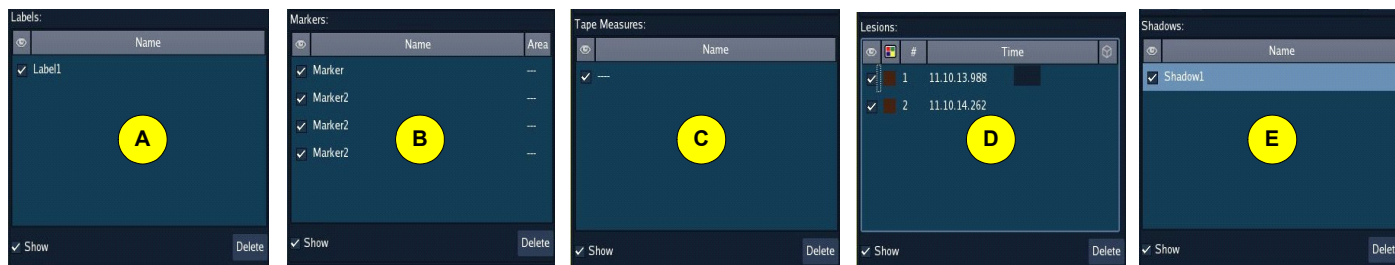 Labels:
Name
Label1
A
Show
Delete
Markers:
Name
Area
Marker
---
Marker2
---
Marker2
---
Marker2
---
B
Show
Delete
Tape Measures:
Name
----
C
Show
Delete
Lesions:
#
Time
1
11.10.13.988
2
11.10.14.262
D
Show
Delete
Shadows:
Name
Shadow1
E
Show
Delet